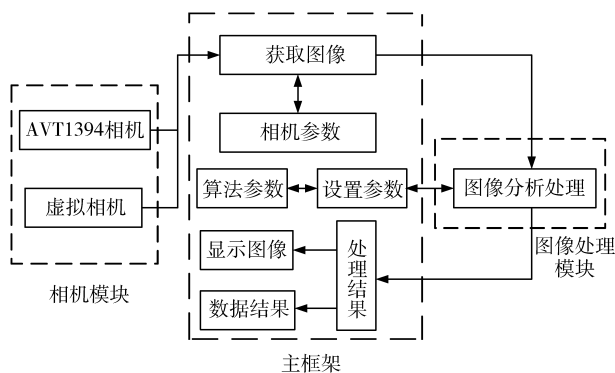 获取图像
相机参数
AVT1394相机
虚拟相机
相机模块
算法参数
设置参数
图像分析处理
图像处理
模块
显示图像
数据结果
处理结果
主框架